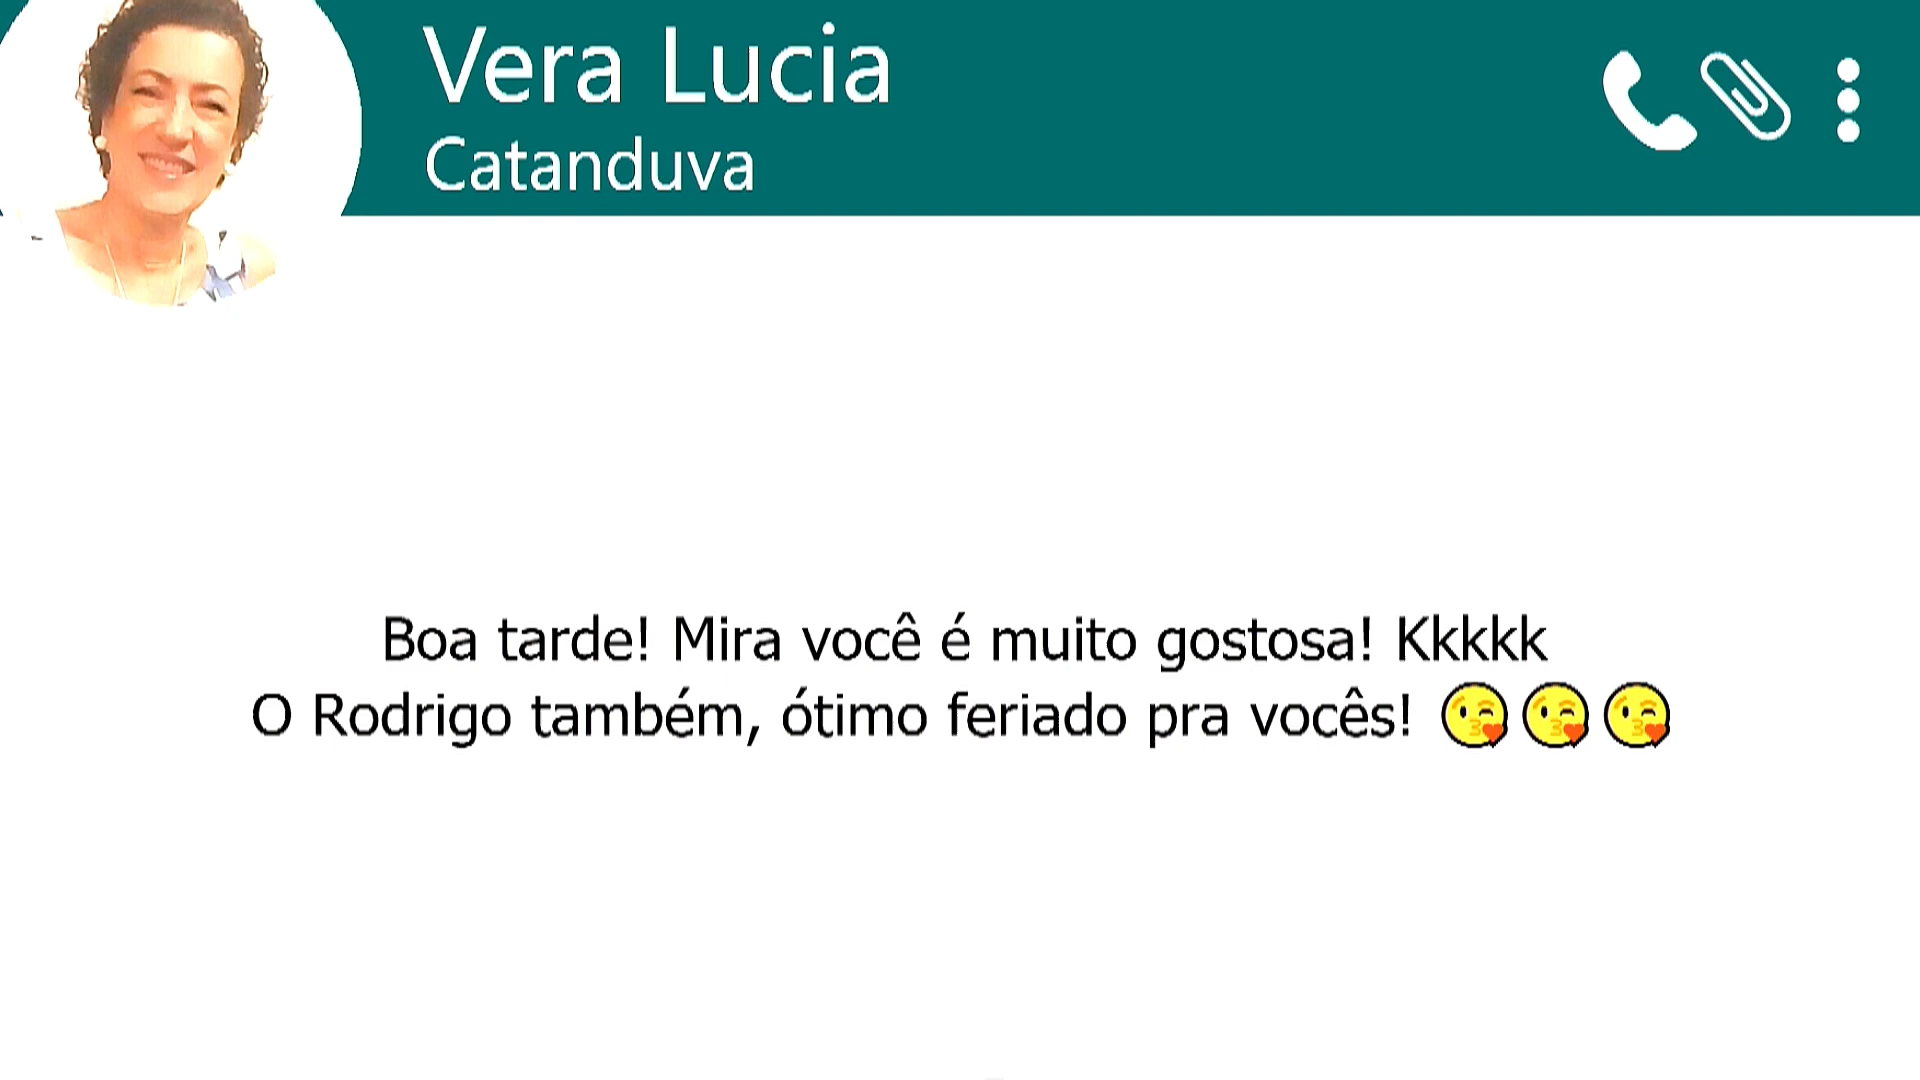 Vera Lucia
Catanduva
Boa tarde! Mira você é muito gostosa! Kkkkk
O Rodrigo também, ótimo feriado pra vocês! 😘😘😘